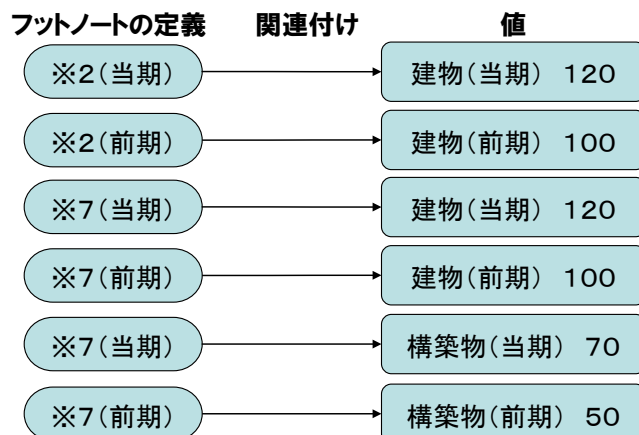 フットノートの定義 関連付け 値
※2(当期) 建物(当期) 120
※2(前期) 建物(前期) 100
※7(当期) 建物(当期) 120
※7(前期) 建物(前期) 100
※7(当期) 構築物(当期) 70
※7(前期) 構築物(前期) 50